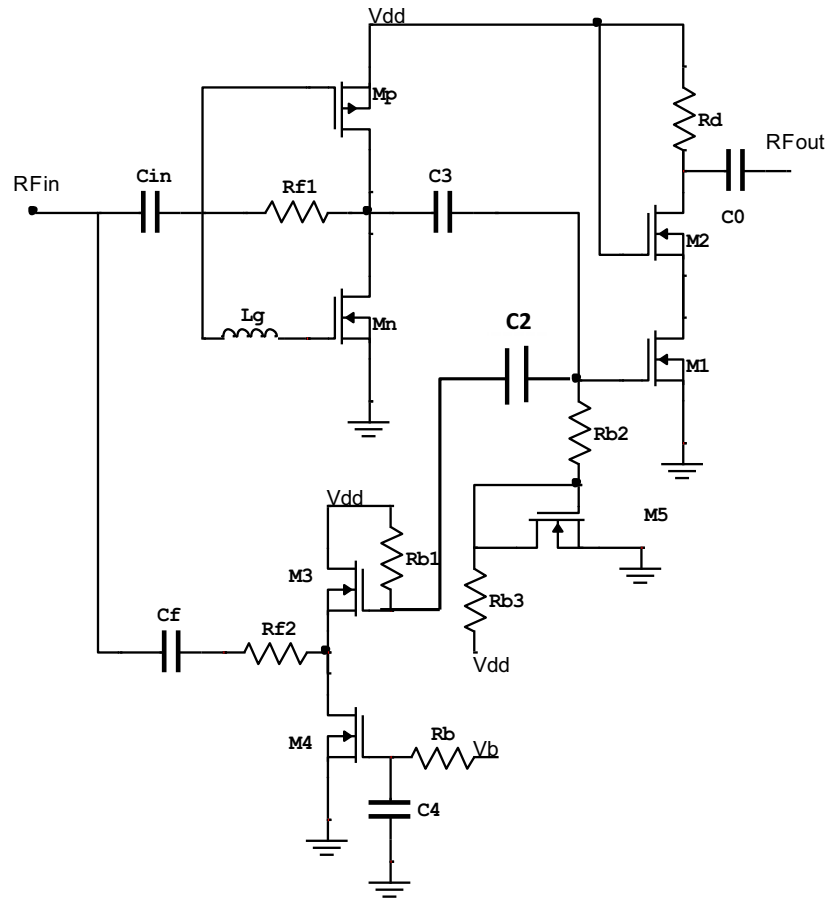 Vdd
Mp
Rd
RFout
RFin
Cin
Rf1
C3
C0
M2
Lg
Mn
C2
M1
Rb2
Vdd
M5
Rb1
M3
Rb3
Cf
Rf2
Vdd
M4
Rb
Vb
C4